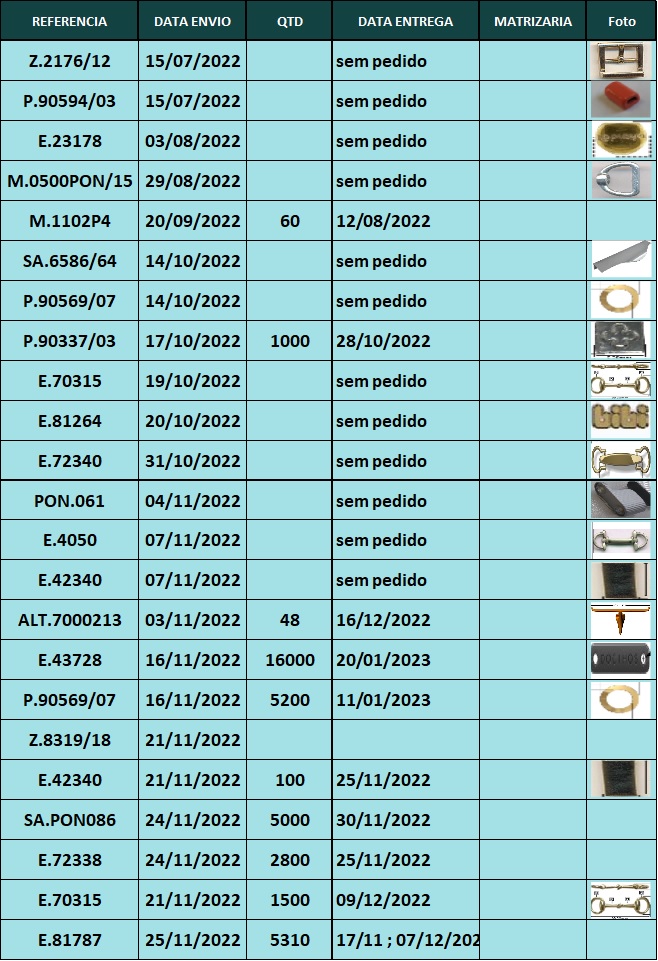 REFERENCIA DATA ENVIO QTD DATA ENTREGA MATRIZARIA Foto
Z.2176/12 15/07/2022 sem pedido
P.90594/03 15/07/2022 sem pedido
E.23178 03/08/2022 sem pedido
M.0500PON/15 29/08/2022 sem pedido
M.1102P4 20/09/2022 60 12/08/2022
SA.6586/64 14/10/2022 sem pedido
P.90569/07 14/10/2022 sem pedido
P.90337/03 17/10/2022 1000 28/10/2022
E.70315 19/10/2022 sem pedido
E.81264 20/10/2022 sem pedido bibi
E.72340 31/10/2022 sem pedido
PON.061 04/11/2022 sem pedido
E.4050 07/11/2022 sem pedido
E.42340 07/11/2022 sem pedido
ALT.7000213 03/11/2022 48 16/12/2022
E.43728 16/11/2022 16000 20/01/2023
P.90569/07 16/11/2022 5200 11/01/2023
Z.8319/18 21/11/2022
E.42340 21/11/2022 100 25/11/2022
SA.PON086 24/11/2022 5000 30/11/2022
E.72338 24/11/2022 2800 25/11/2022
E.70315 21/11/2022 1500 09/12/2022
E.81787 25/11/2022 5310 17/11 ; 07/12/202